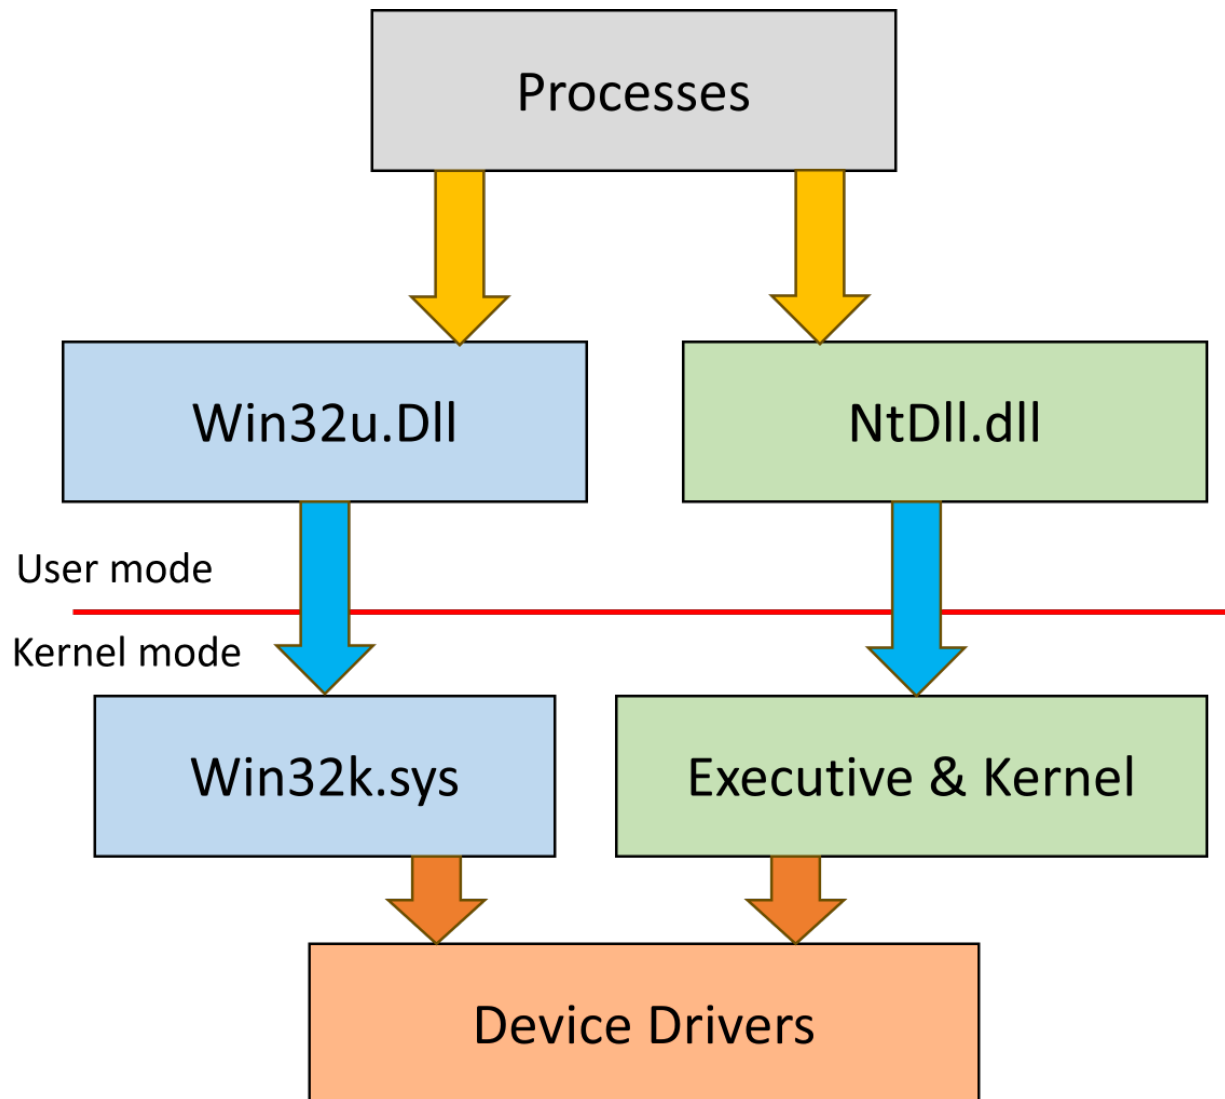 Processes
Win32u.Dll
NtDll.dll
User mode
Kernel mode
Win32k.sys
Executive & Kernel
Device Drivers